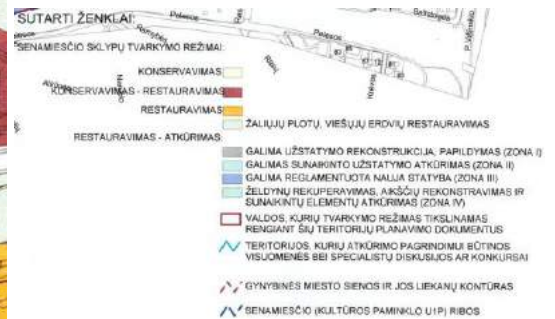 SUTARTI ŽENKLAI:
Pelesos
Pelesos
SENAMIESČIO SKLYPŲ TVARKYMO REŽIMAI:
KONSERVAVIMAS
KONSERVAVIMAS - RESTAURAVIMAS
RESTAURAVIMAS
ŽALIŲJŲ PLOTŲ, VIEŠŲJŲ ERDVIŲ RESTAURAVIMAS
RESTAURAVIMAS - ATKŪRIMAS:
GALIMA UŽSTATYMO REKONSTRUKCIJA, PAPILDYMAS (ZONA I)
GALIMAS SUNAIKINTO UŽSTATYMO ATKŪRIMAS (ZONA II)
GALIMA REGLAMENTUOTA NAUJA STATYBA (ZONA III)
ŽELDYNŲ REKUPERAVIMAS, AIKŠČIŲ REKONSTRAVIMAS IR
SUNAIKINTŲ ELEMENTŲ ATKŪRIMAS (ZONA IV)
VALDOS, KURIŲ TVARKYMO REŽIMAS TIKSLINAMAS
RENGIANT ŠIŲ TERITORIJŲ PLANAVIMO DOKUMENTUS
TERITORIJOS, KURIŲ ATKŪRIMO PAGRINDIMUI BŪTINOS
VISUOMENĖS BEI SPECIALISTŲ DISKUSIJOS AR KONKURSAI
GYNYBINĖS MIESTO SIENOS IR JOS LIEKANŲ KONTŪRAS
SENAMIESČIO (KULTŪROS PAMINKLO U1P) RIBOS